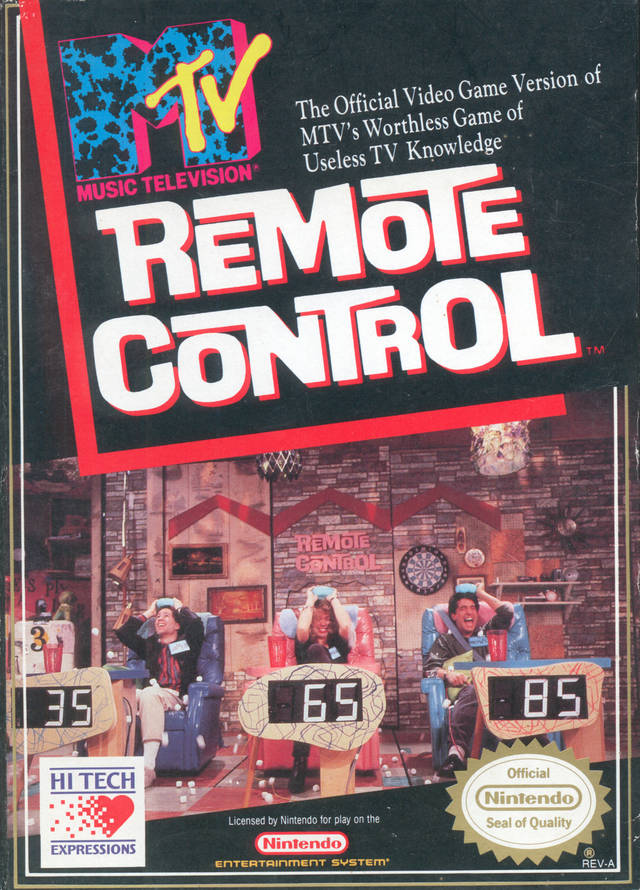 MTV
MUSIC TELEVISION®
The Official Video Game Version of
MTV's Worthless Game of
Useless TV Knowledge
REMOTE
CONTROL™
REMOTE
CONTROL
3
35
65
85
HI TECH
EXPRESSIONS
Licensed by Nintendo for play on the
Nintendo
ENTERTAINMENT SYSTEM®
Official
Nintendo
Seal of Quality
®
REV-A